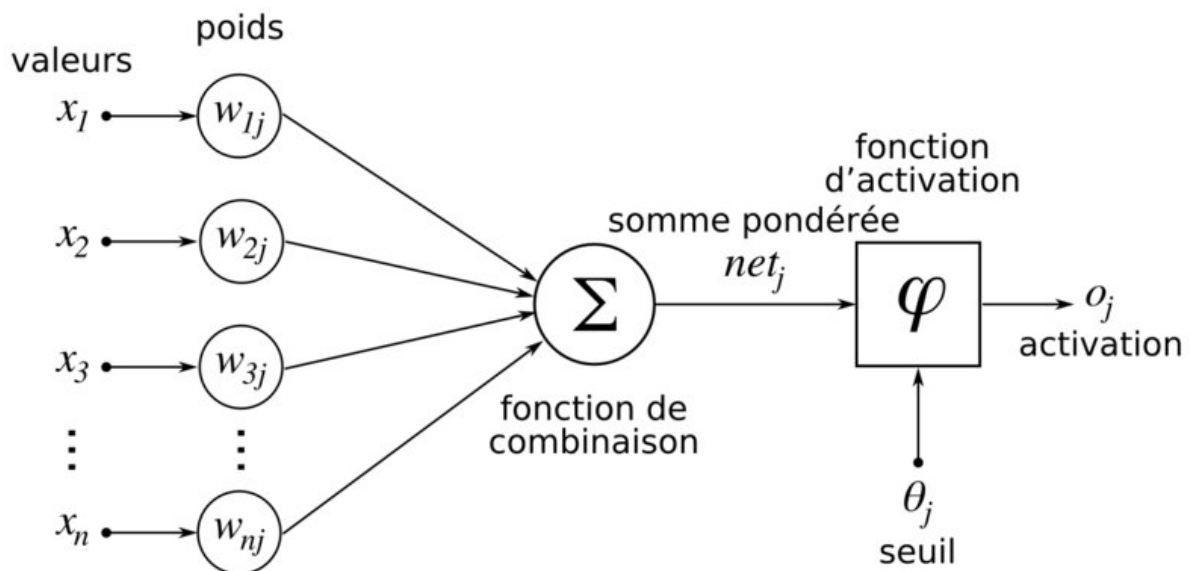 poids
valeurs
x1
w1j
x2
w2j
x3
w3j
⋮
⋮
xn
wnj
Σ
fonction de
combinaison
somme pondérée
netj
fonction
d'activation
φ
oj
activation
θj
seuil